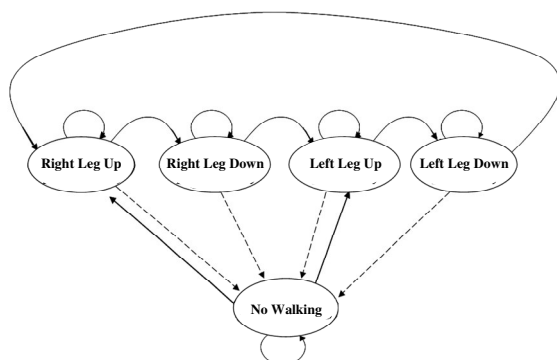 Right Leg Up
Right Leg Down
Left Leg Up
Left Leg Down
No Walking